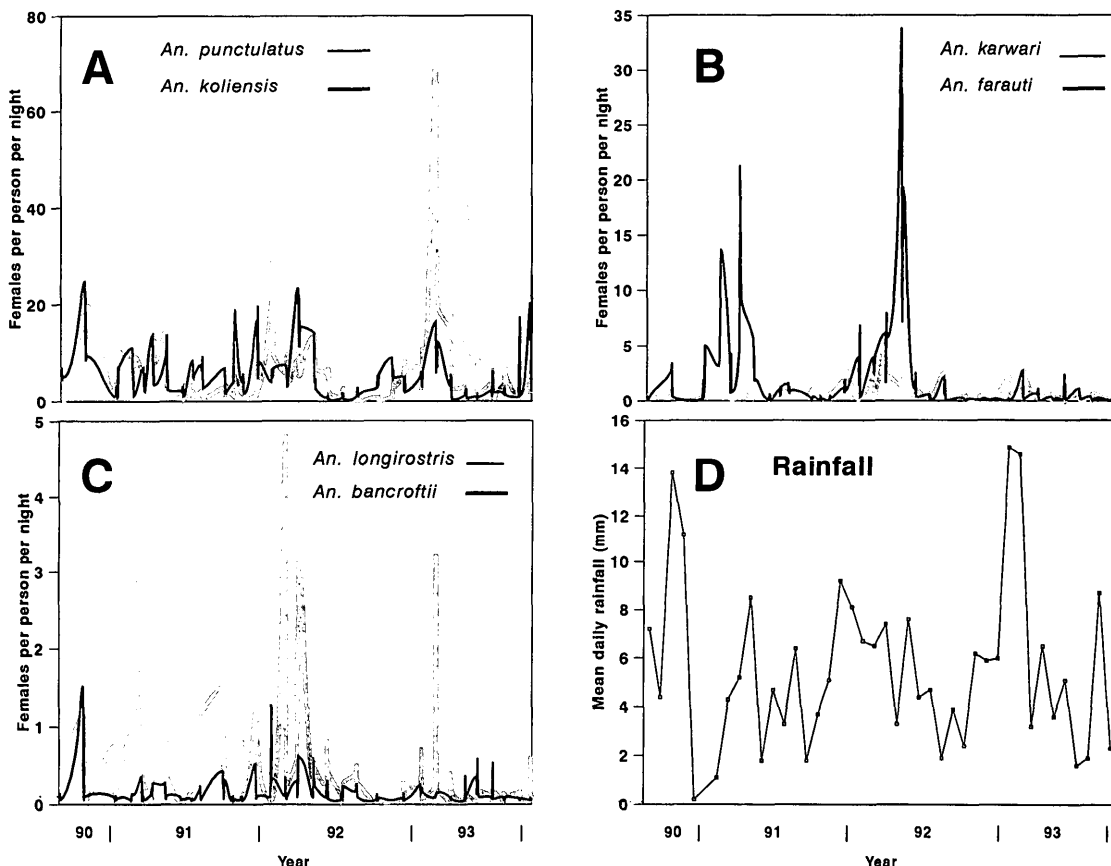 A
An. punctulatus
An. koliensis
Females per person per night
80
60
40
20
0
B
An. karwari
An. farauti
Females per person per night
35
30
25
20
15
10
5
0
C
An. longirostris
An. bancroftii
Females per person per night
5
4
3
2
1
0
90 | 91 | 92 | 93 |
Year
D
Rainfall
Mean daily rainfall (mm)
16
14
12
10
8
6
4
2
0
90 | 91 | 92 | 93 |
Year